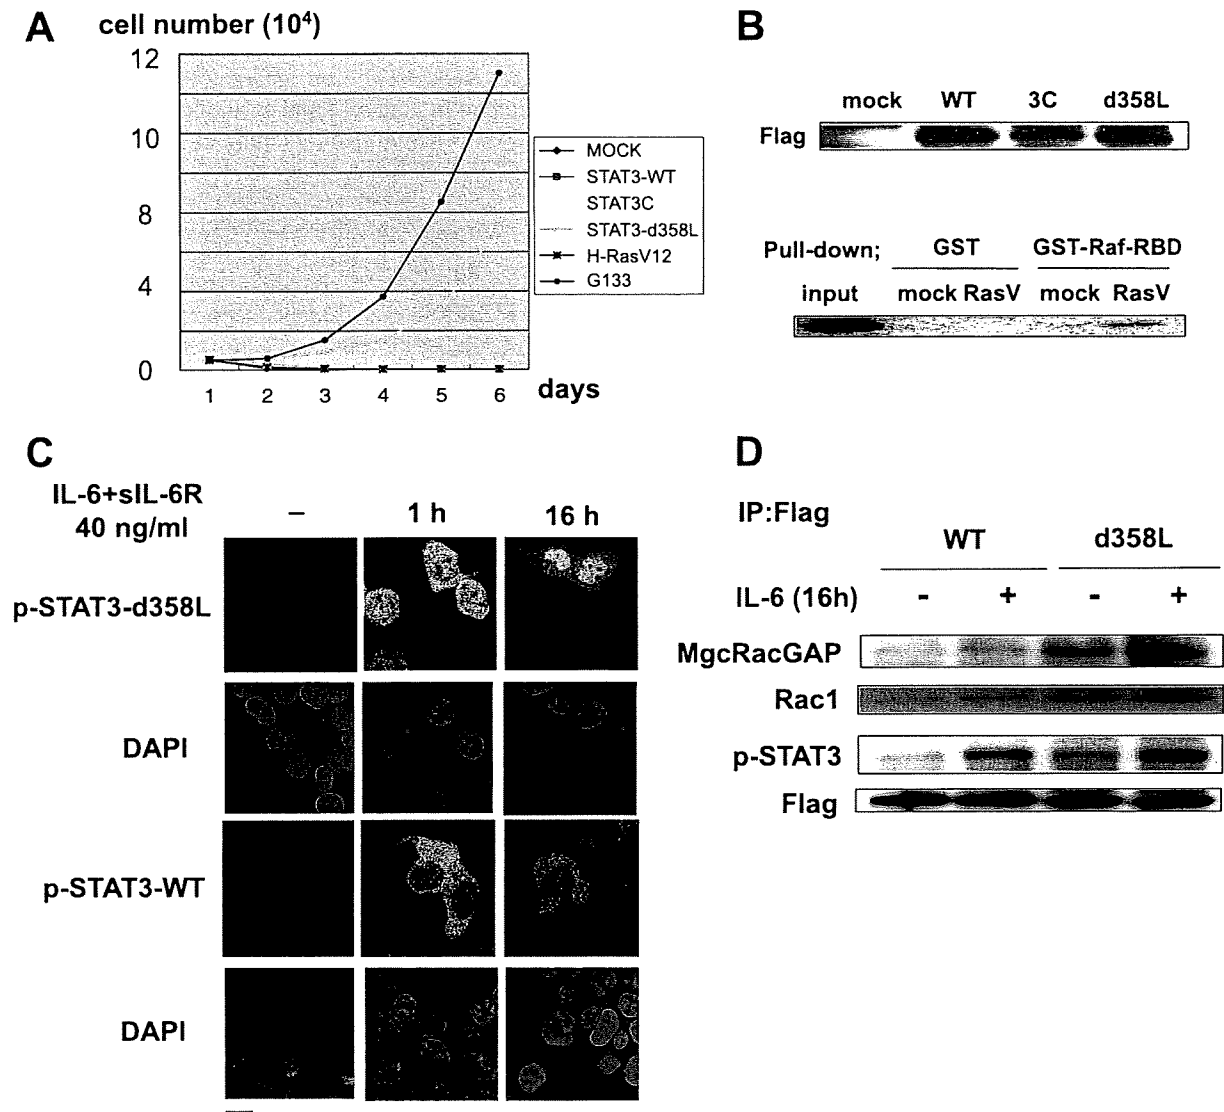 A
cell number (10⁴)
12
10
8
4
0
1 2 3 4 5 6
days
MOCK
STAT3-WT
STAT3C
STAT3-d358L
H-RasV12
G133
B
mock WT 3C d358L
Flag
Pull-down; GST GST-Raf-RBD
input mock RasV mock RasV
C
IL-6+sIL-6R
40 ng/ml
– 1 h 16 h
p-STAT3-d358L
DAPI
p-STAT3-WT
DAPI
D
IP:Flag
WT d358L
IL-6 (16h) - + - +
MgcRacGAP
Rac1
p-STAT3
Flag